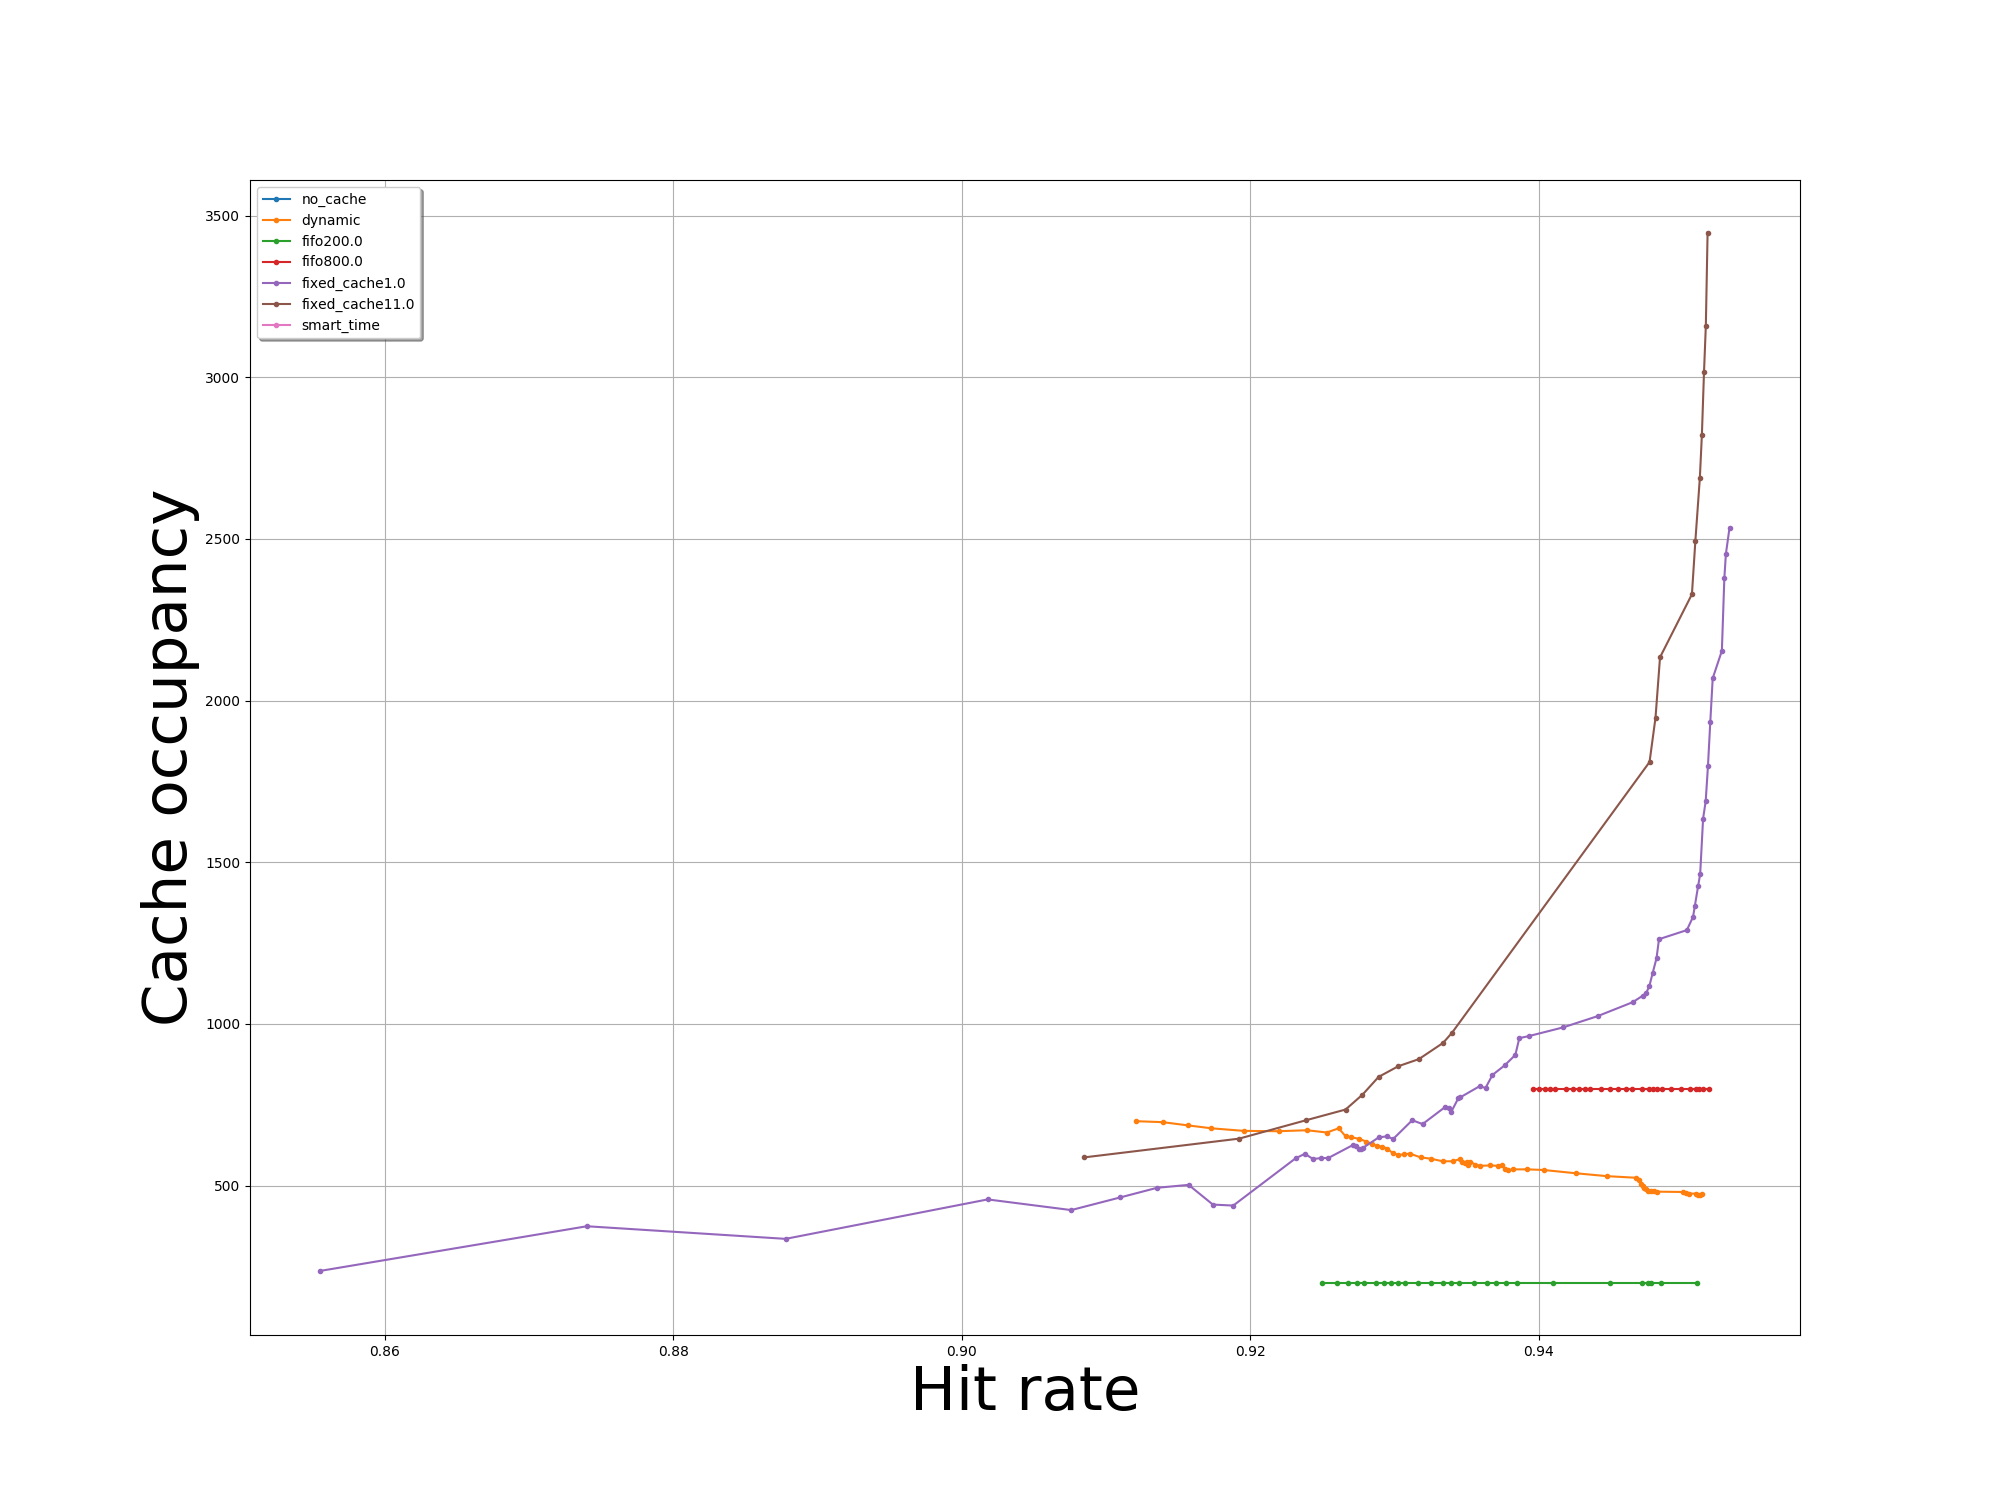 no_cache
dynamic
fifo200.0
fifo800.0
fixed_cache1.0
fixed_cache11.0
smart_time
3500
3000
2500
2000
1500
1000
500
Cache occupancy
0.86 0.88 0.90 0.92 0.94
Hit rate